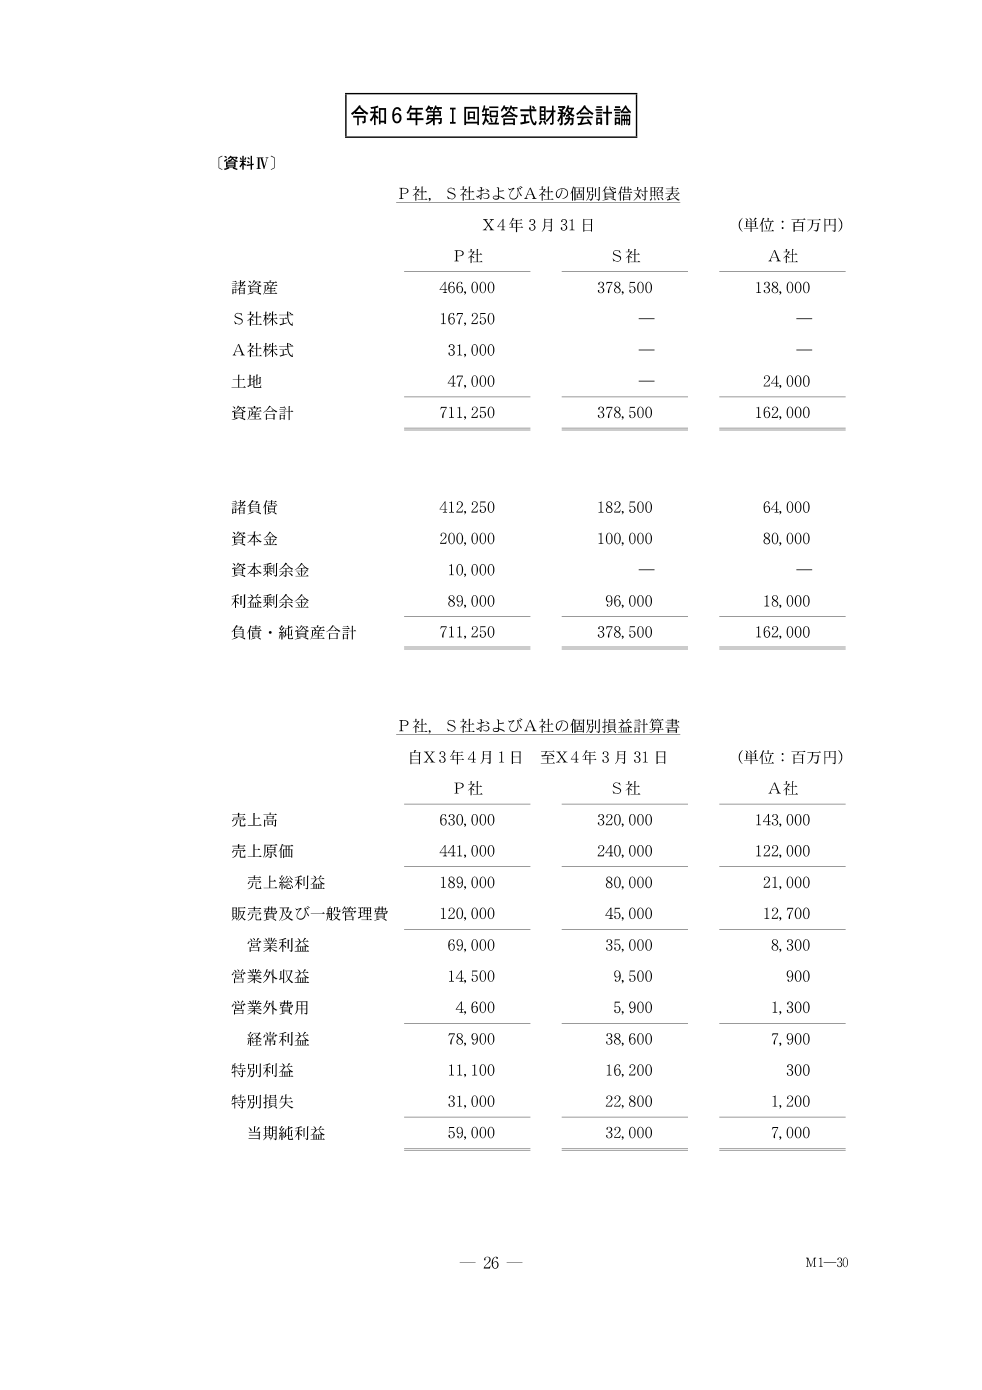 令和６年第Ⅰ回短答式財務会計論
〔資料Ⅳ〕
Ｐ社，Ｓ社およびＡ社の個別貸借対照表
Ｘ４年３月31日 （単位：百万円）
Ｐ社 Ｓ社 Ａ社
諸資産 466,000 378,500 138,000
Ｓ社株式 167,250 ― ―
Ａ社株式 31,000 ― ―
土地 47,000 ― 24,000
資産合計 711,250 378,500 162,000
諸負債 412,250 182,500 64,000
資本金 200,000 100,000 80,000
資本剰余金 10,000 ― ―
利益剰余金 89,000 96,000 18,000
負債・純資産合計 711,250 378,500 162,000
Ｐ社，Ｓ社およびＡ社の個別損益計算書
自Ｘ３年４月１日 至Ｘ４年３月31日 （単位：百万円）
Ｐ社 Ｓ社 Ａ社
売上高 630,000 320,000 143,000
売上原価 441,000 240,000 122,000
売上総利益 189,000 80,000 21,000
販売費及び一般管理費 120,000 45,000 12,700
営業利益 69,000 35,000 8,300
営業外収益 14,500 9,500 900
営業外費用 4,600 5,900 1,300
経常利益 78,900 38,600 7,900
特別利益 11,100 16,200 300
特別損失 31,000 22,800 1,200
当期純利益 59,000 32,000 7,000
― 26 ― M1―30